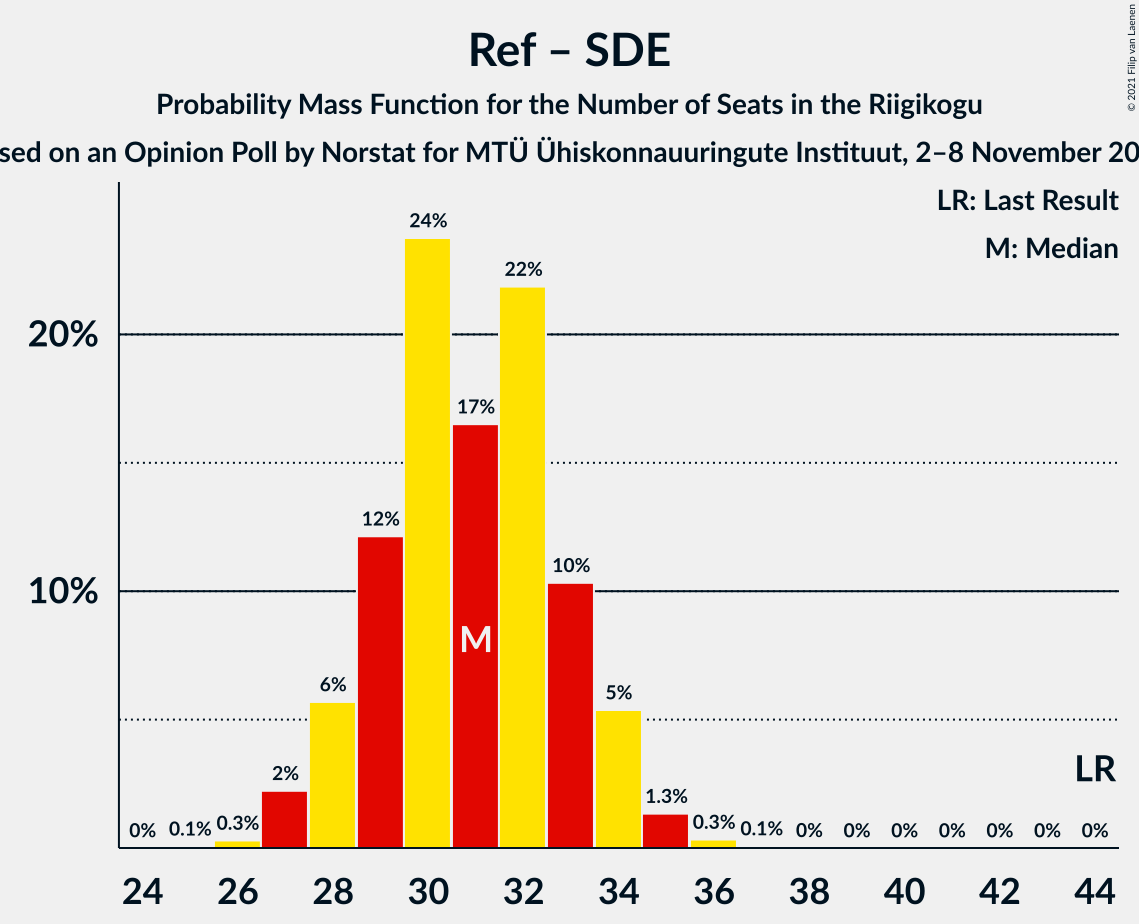 Ref – SDE
Probability Mass Function for the Number of Seats in the Riigikogu
sed on an Opinion Poll by Norstat for MTÜ Ühiskonnauuringute Instituut, 2–8 November 20
© 2021 Filip van Laenen
LR: Last Result
M: Median
20%
10%
0% 0.1% 0.3% 2% 6% 12% 24% 17% 22% 10% 5% 1.3% 0.3% 0.1% 0% 0% 0% 0% 0% 0% 0%
M
LR
24 26 28 30 32 34 36 38 40 42 44